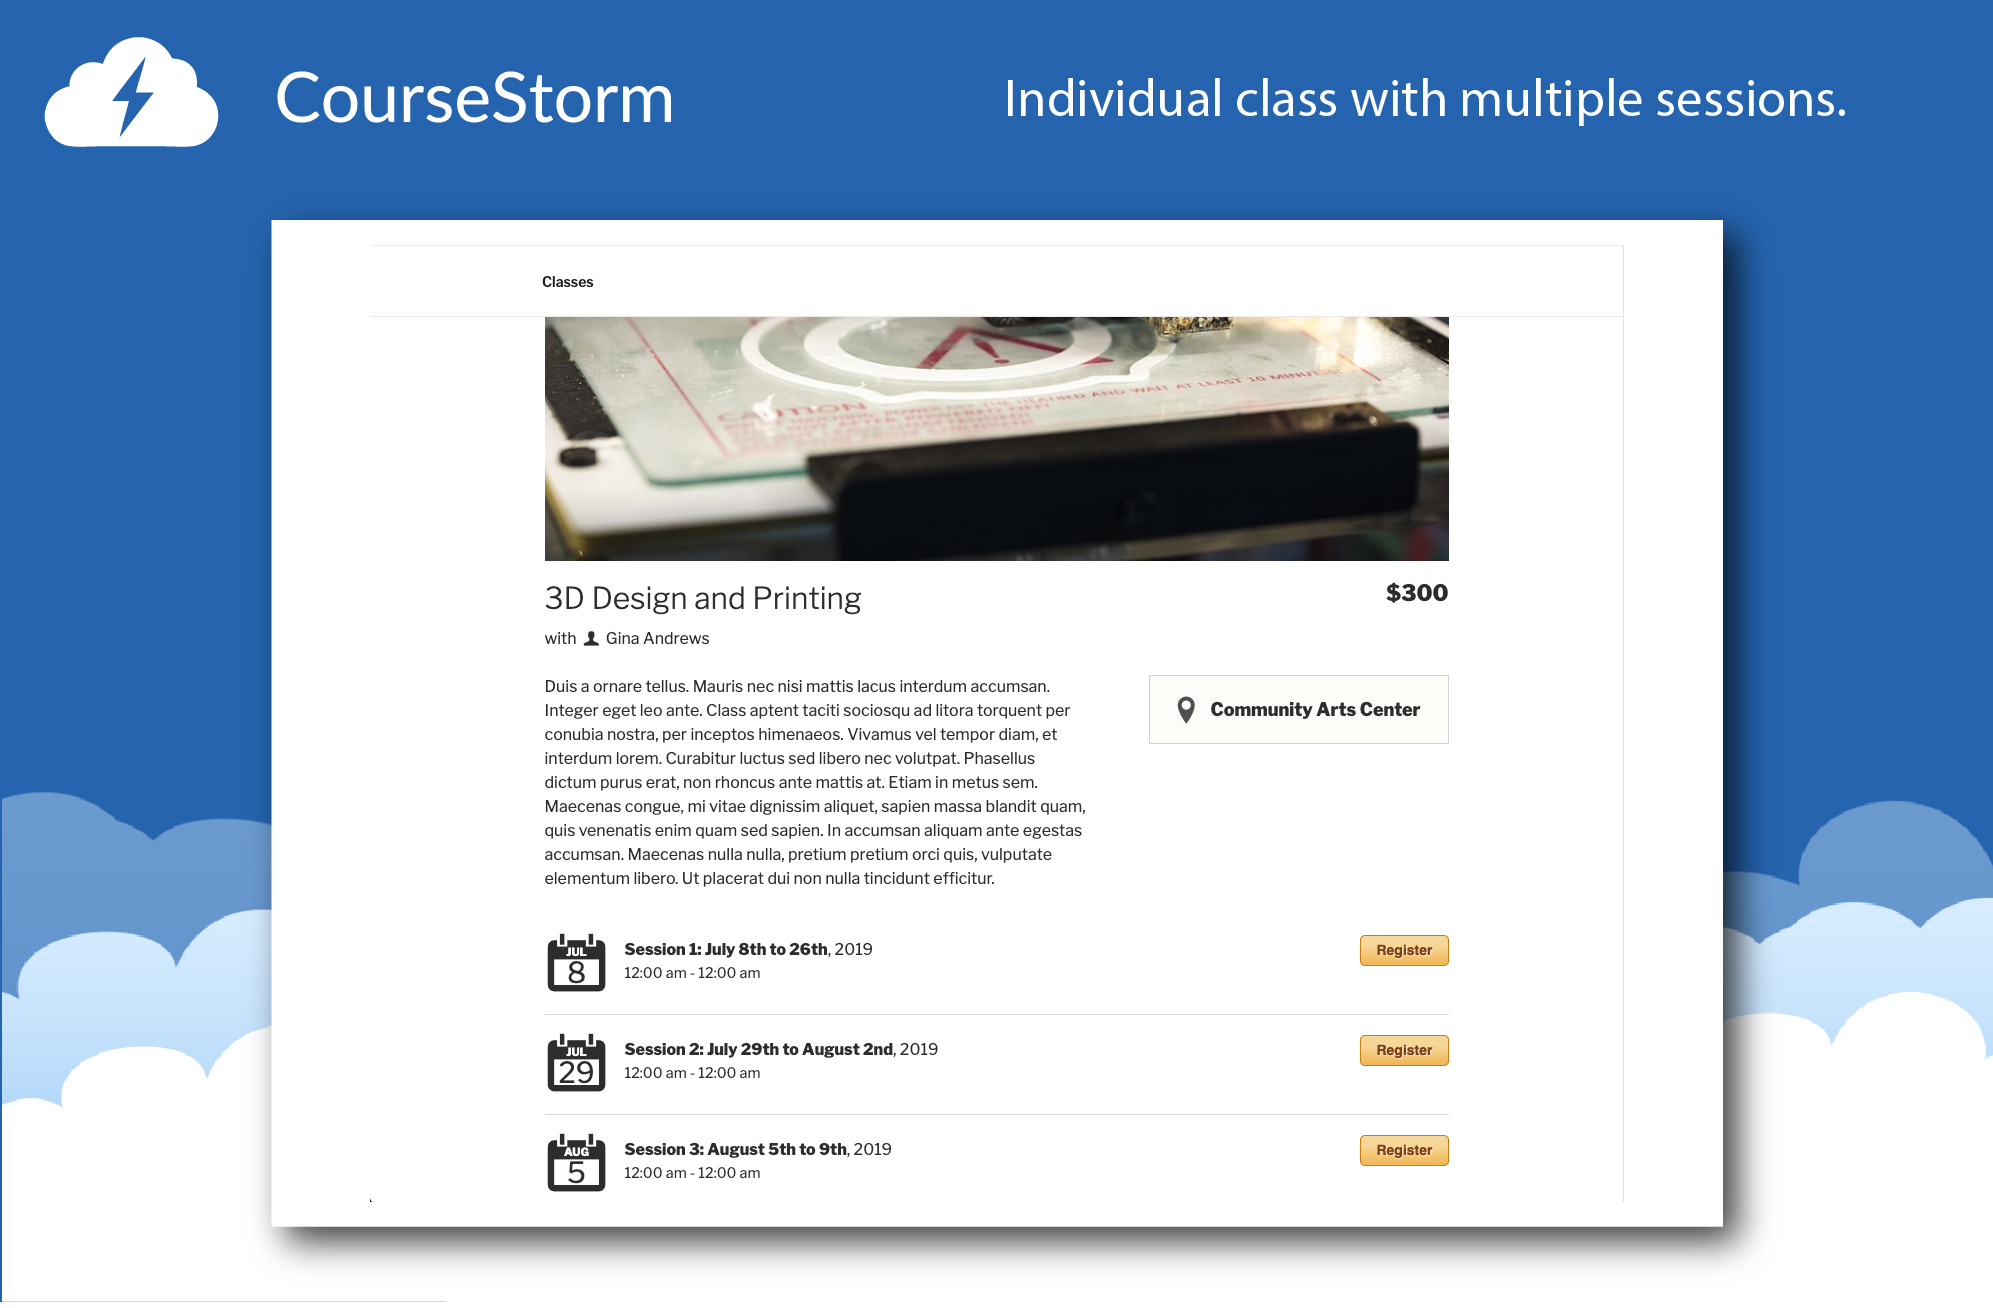 CourseStorm
Individual class with multiple sessions.
Classes
CAUTION
THE HEATBED AND WAIT AT LEAST 10 MINUTES
3D Design and Printing
$300
with Gina Andrews
Duis a ornare tellus. Mauris nec nisi mattis lacus interdum accumsan.
Integer eget leo ante. Class aptent taciti sociosqu ad litora torquent per
conubia nostra, per inceptos himenaeos. Vivamus vel tempor diam, et
interdum lorem. Curabitur luctus sed libero nec volutpat. Phasellus
dictum purus erat, non rhoncus ante mattis at. Etiam in metus sem.
Maecenas congue, mi vitae dignissim aliquet, sapien massa blandit quam,
quis venenatis enim quam sed sapien. In accumsan aliquam ante egestas
accumsan. Maecenas nulla nulla, pretium pretium orci quis, vulputate
elementum libero. Ut placerat dui non nulla tincidunt efficitur.
Community Arts Center
JUL
8
Session 1: July 8th to 26th, 2019
12:00 am - 12:00 am
Register
JUL
29
Session 2: July 29th to August 2nd, 2019
12:00 am - 12:00 am
Register
AUG
5
Session 3: August 5th to 9th, 2019
12:00 am - 12:00 am
Register